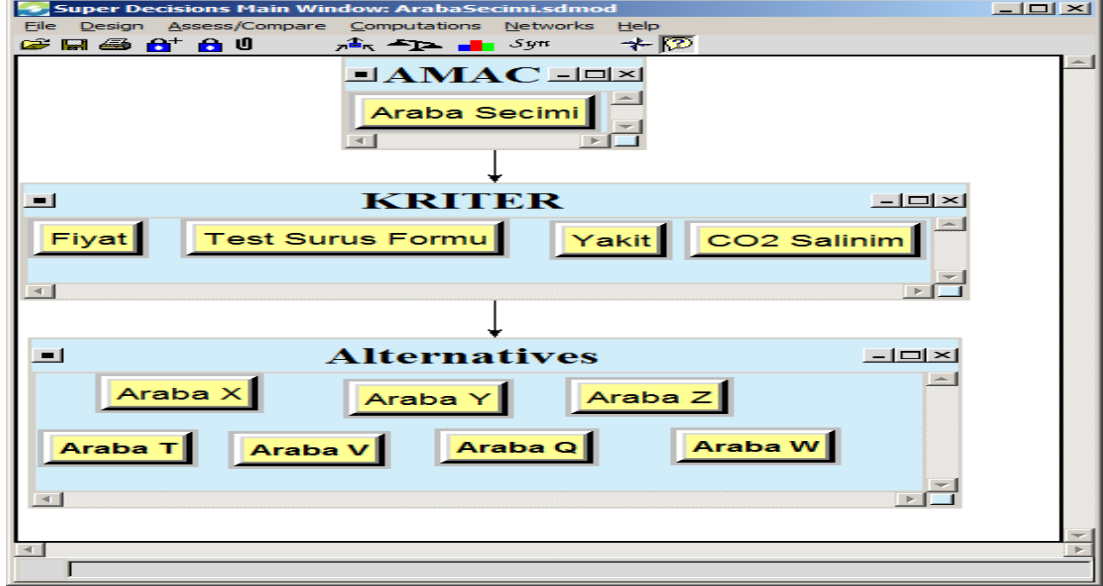 Super Decisions Main Window: ArabaSecimi.sdmod
File Design Assess/Compare Computations Networks Help
Syn
AMAC
Araba Secimi
KRITER
Fiyat Test Surus Formu Yakit CO2 Salinim
Alternatives
Araba X Araba Y Araba Z
Araba T Araba V Araba Q Araba W